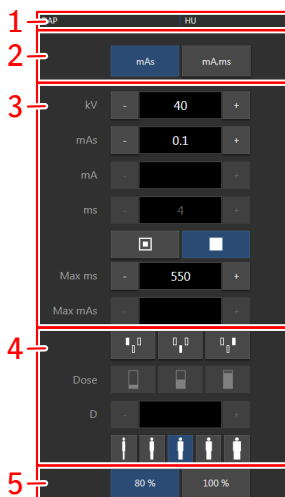 1 DAP HU
2 mAs mA.ms
3
kV - 40 +
mAs - 0.1 +
mA - +
ms - 4 +
Max ms - 550 +
Max mAs - +
4
Dose
D - +
5 80 % 100 %